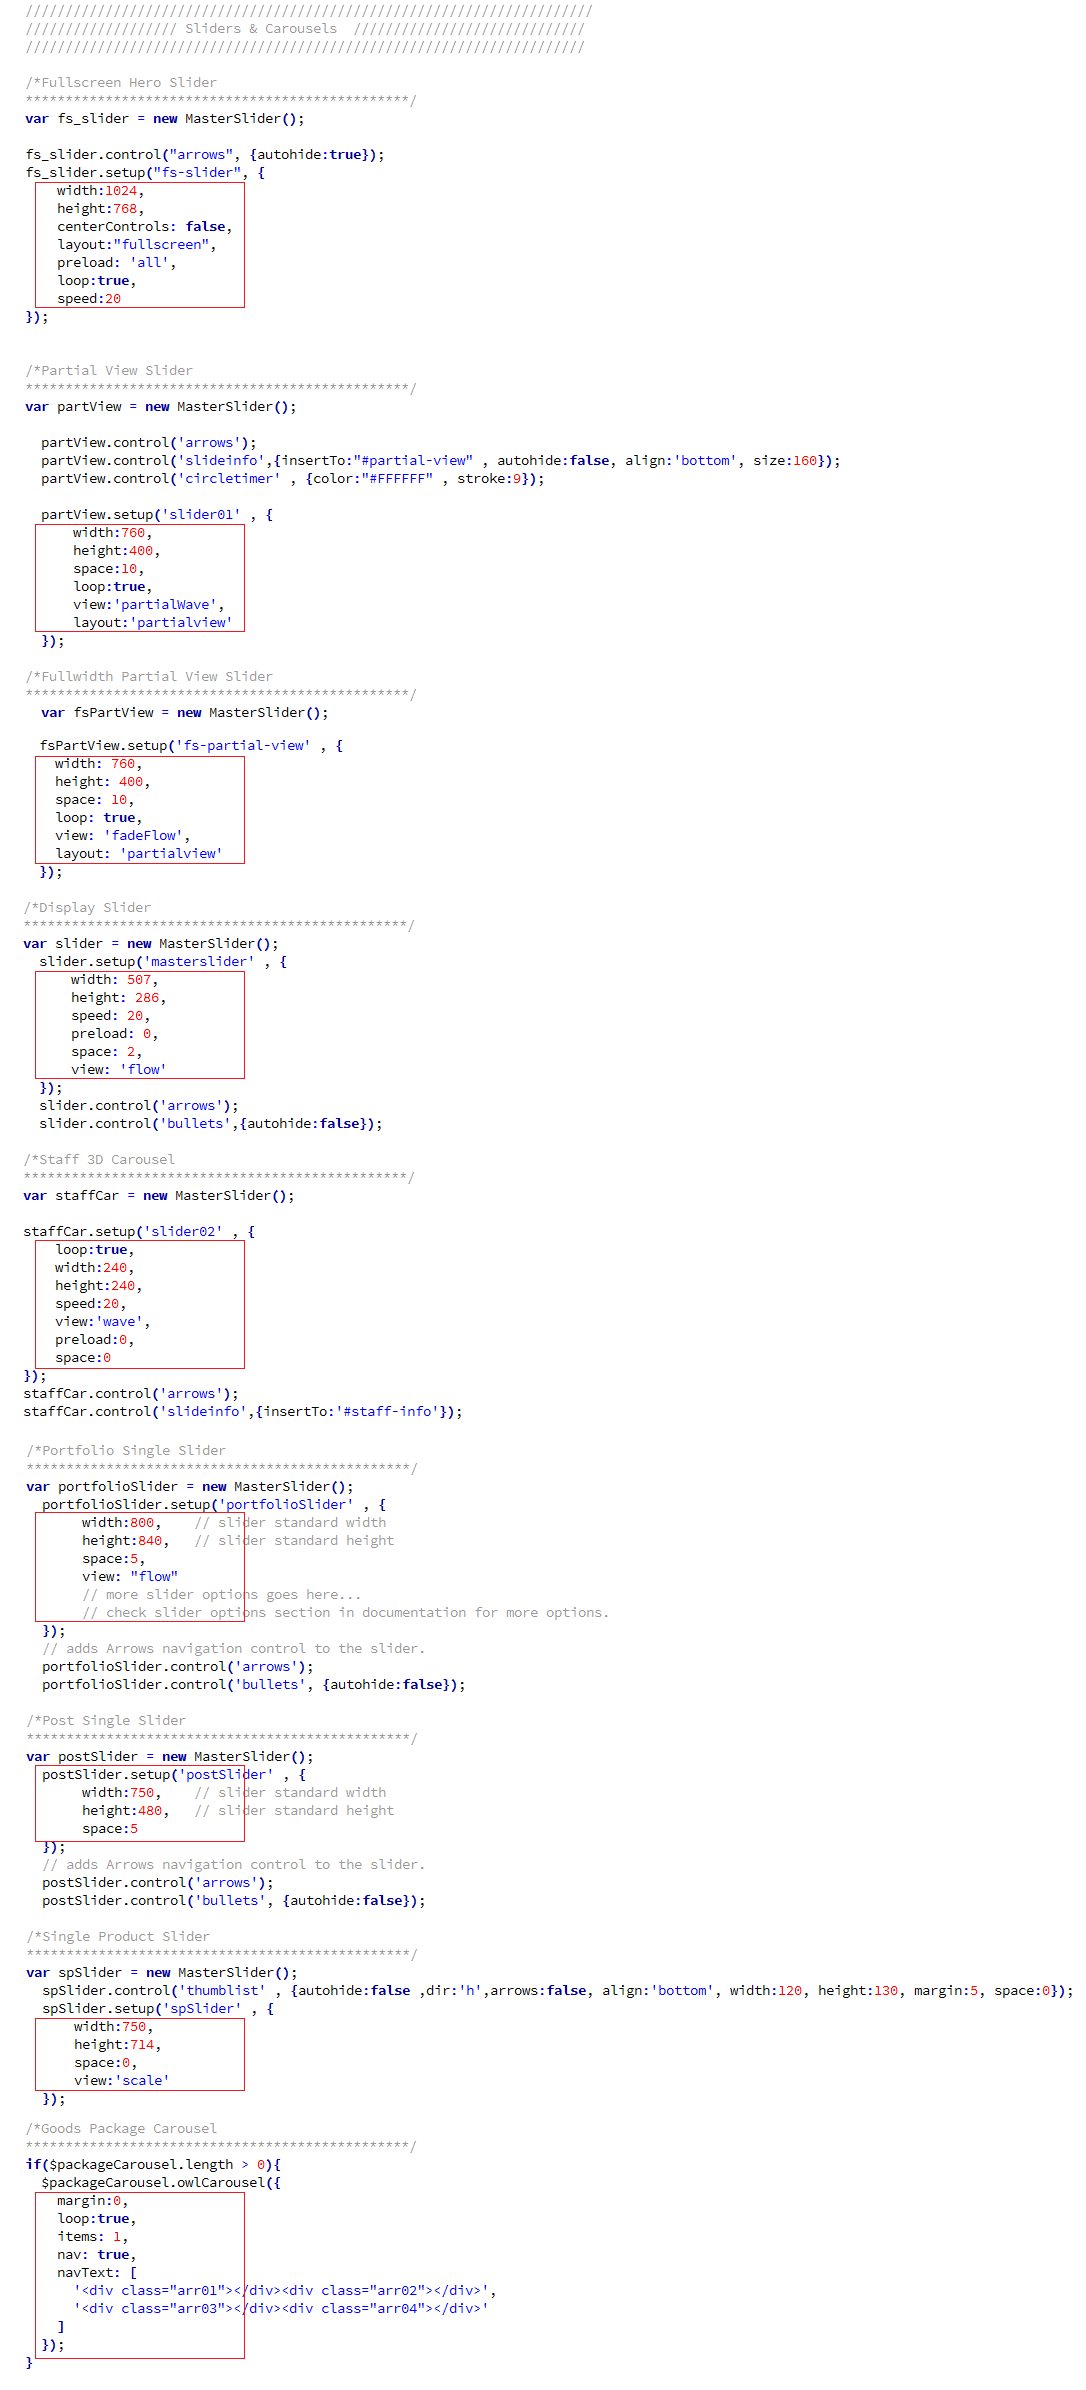 ///////////////////////////////////////////////////////////////////////
/////////////////// Sliders & Carousels  /////////////////////////////
//////////////////////////////////////////////////////////////////////
/*Fullscreen Hero Slider
************************************************/
var fs_slider = new MasterSlider();
fs_slider.control("arrows", {autohide:true});
fs_slider.setup("fs-slider", {
width:1024,
height:768,
centerControls: false,
layout:"fullscreen",
preload: 'all',
loop:true,
speed:20
});
/*Partial View Slider
************************************************/
var partView = new MasterSlider();
partView.control('arrows');
partView.control('slideinfo',{insertTo:"#partial-view" , autohide:false, align:'bottom', size:160});
partView.control('circletimer' , {color:"#FFFFFF" , stroke:9});
partView.setup('slider01' , {
width:760,
height:400,
space:10,
loop:true,
view:'partialWave',
layout:'partialview'
});
/*Fullwidth Partial View Slider
************************************************/
var fsPartView = new MasterSlider();
fsPartView.setup('fs-partial-view' , {
width: 760,
height: 400,
space: 10,
loop: true,
view: 'fadeFlow',
layout: 'partialview'
});
/*Display Slider
************************************************/
var slider = new MasterSlider();
slider.setup('masterslider' , {
width: 507,
height: 286,
speed: 20,
preload: 0,
space: 2,
view: 'flow'
});
slider.control('arrows');
slider.control('bullets',{autohide:false});
/*Staff 3D Carousel
************************************************/
var staffCar = new MasterSlider();
staffCar.setup('slider02' , {
loop:true,
width:240,
height:240,
speed:20,
view:'wave',
preload:0,
space:0
});
staffCar.control('arrows');
staffCar.control('slideinfo',{insertTo:'#staff-info'});
/*Portfolio Single Slider
************************************************/
var portfolioSlider = new MasterSlider();
portfolioSlider.setup('portfolioSlider' , {
width:800,    // slider standard width
height:840,   // slider standard height
space:5,
view: "flow"
// more slider options goes here...
// check slider options section in documentation for more options.
});
// adds Arrows navigation control to the slider.
portfolioSlider.control('arrows');
portfolioSlider.control('bullets', {autohide:false});
/*Post Single Slider
************************************************/
var postSlider = new MasterSlider();
postSlider.setup('postSlider' , {
width:750,    // slider standard width
height:480,   // slider standard height
space:5
});
// adds Arrows navigation control to the slider.
postSlider.control('arrows');
postSlider.control('bullets', {autohide:false});
/*Single Product Slider
************************************************/
var spSlider = new MasterSlider();
spSlider.control('thumblist' , {autohide:false ,dir:'h',arrows:false, align:'bottom', width:120, height:130, margin:5, space:0});
spSlider.setup('spSlider' , {
width:750,
height:714,
space:0,
view:'scale'
});
/*Goods Package Carousel
************************************************/
if($packageCarousel.length > 0){
$packageCarousel.owlCarousel({
margin:0,
loop:true,
items: 1,
nav: true,
navText: [
'<div class="arr01"></div><div class="arr02"></div>',
'<div class="arr03"></div><div class="arr04"></div>'
]
});
}